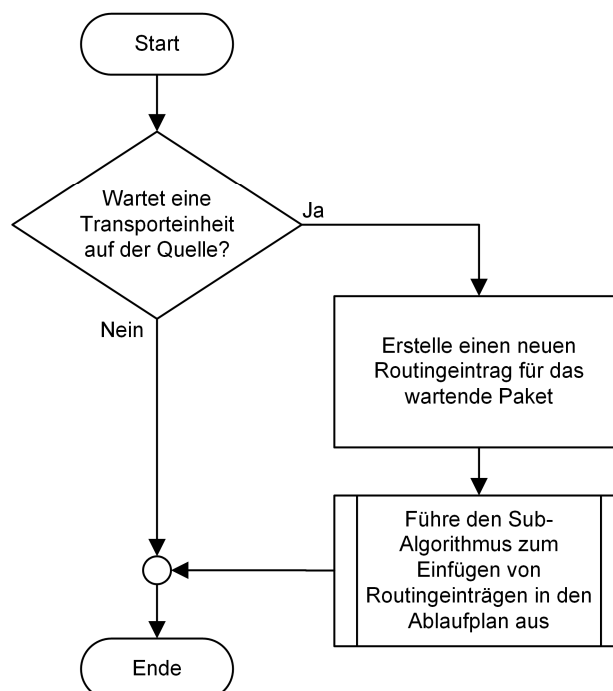 Start
Wartet eine
Transporteinheit
auf der Quelle?
Ja
Nein
Erstelle einen neuen
Routingeintrag für das
wartende Paket
Führe den Sub-
Algorithmus zum
Einfügen von
Routingeinträgen in den
Ablaufplan aus
Ende